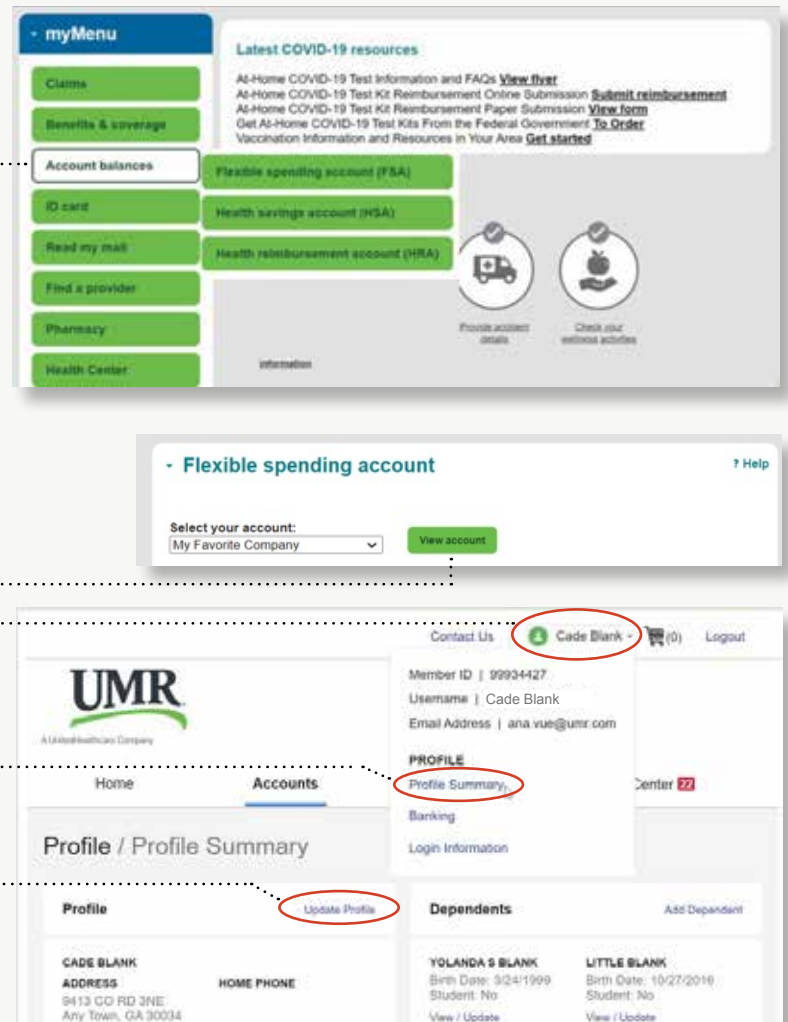 myMenu
Claims
Benefits & coverage
Account balances
ID card
Read my mail
Find a provider
Pharmacy
Health Center
Flexible spending account (FSA)
Health savings account (HSA)
Health reimbursement account (HRA)
Latest COVID-19 resources
At-Home COVID-19 Test Information and FAQs View flyer
At-Home COVID-19 Test Kit Reimbursement Online Submission Submit reimbursement
At-Home COVID-19 Test Kit Reimbursement Paper Submission View form
Get At-Home COVID-19 Test Kits From the Federal Government To Order
Vaccination Information and Resources in Your Area Get started
Provide accident
details
Check your
wellness activities
information
Flexible spending account
? Help
Select your account:
My Favorite Company
View account
Contact Us
Cade Blank
(0)
Logout
UMR
A UnitedHealthcare Company
Member ID | 99934427
Username | Cade Blank
Email Address | ana.vue@umr.com
PROFILE
Profile Summary
Banking
Login Information
Home
Accounts
Center 22
Profile / Profile Summary
Profile
Update Profile
CADE BLANK
ADDRESS
9413 CO RD 3NE
Any Town, GA 30034
HOME PHONE
Dependents
Add Dependent
YOLANDA S BLANK
Birth Date: 3/24/1999
Student: No
View / Update
LITTLE BLANK
Birth Date: 10/27/2016
Student: No
View / Update